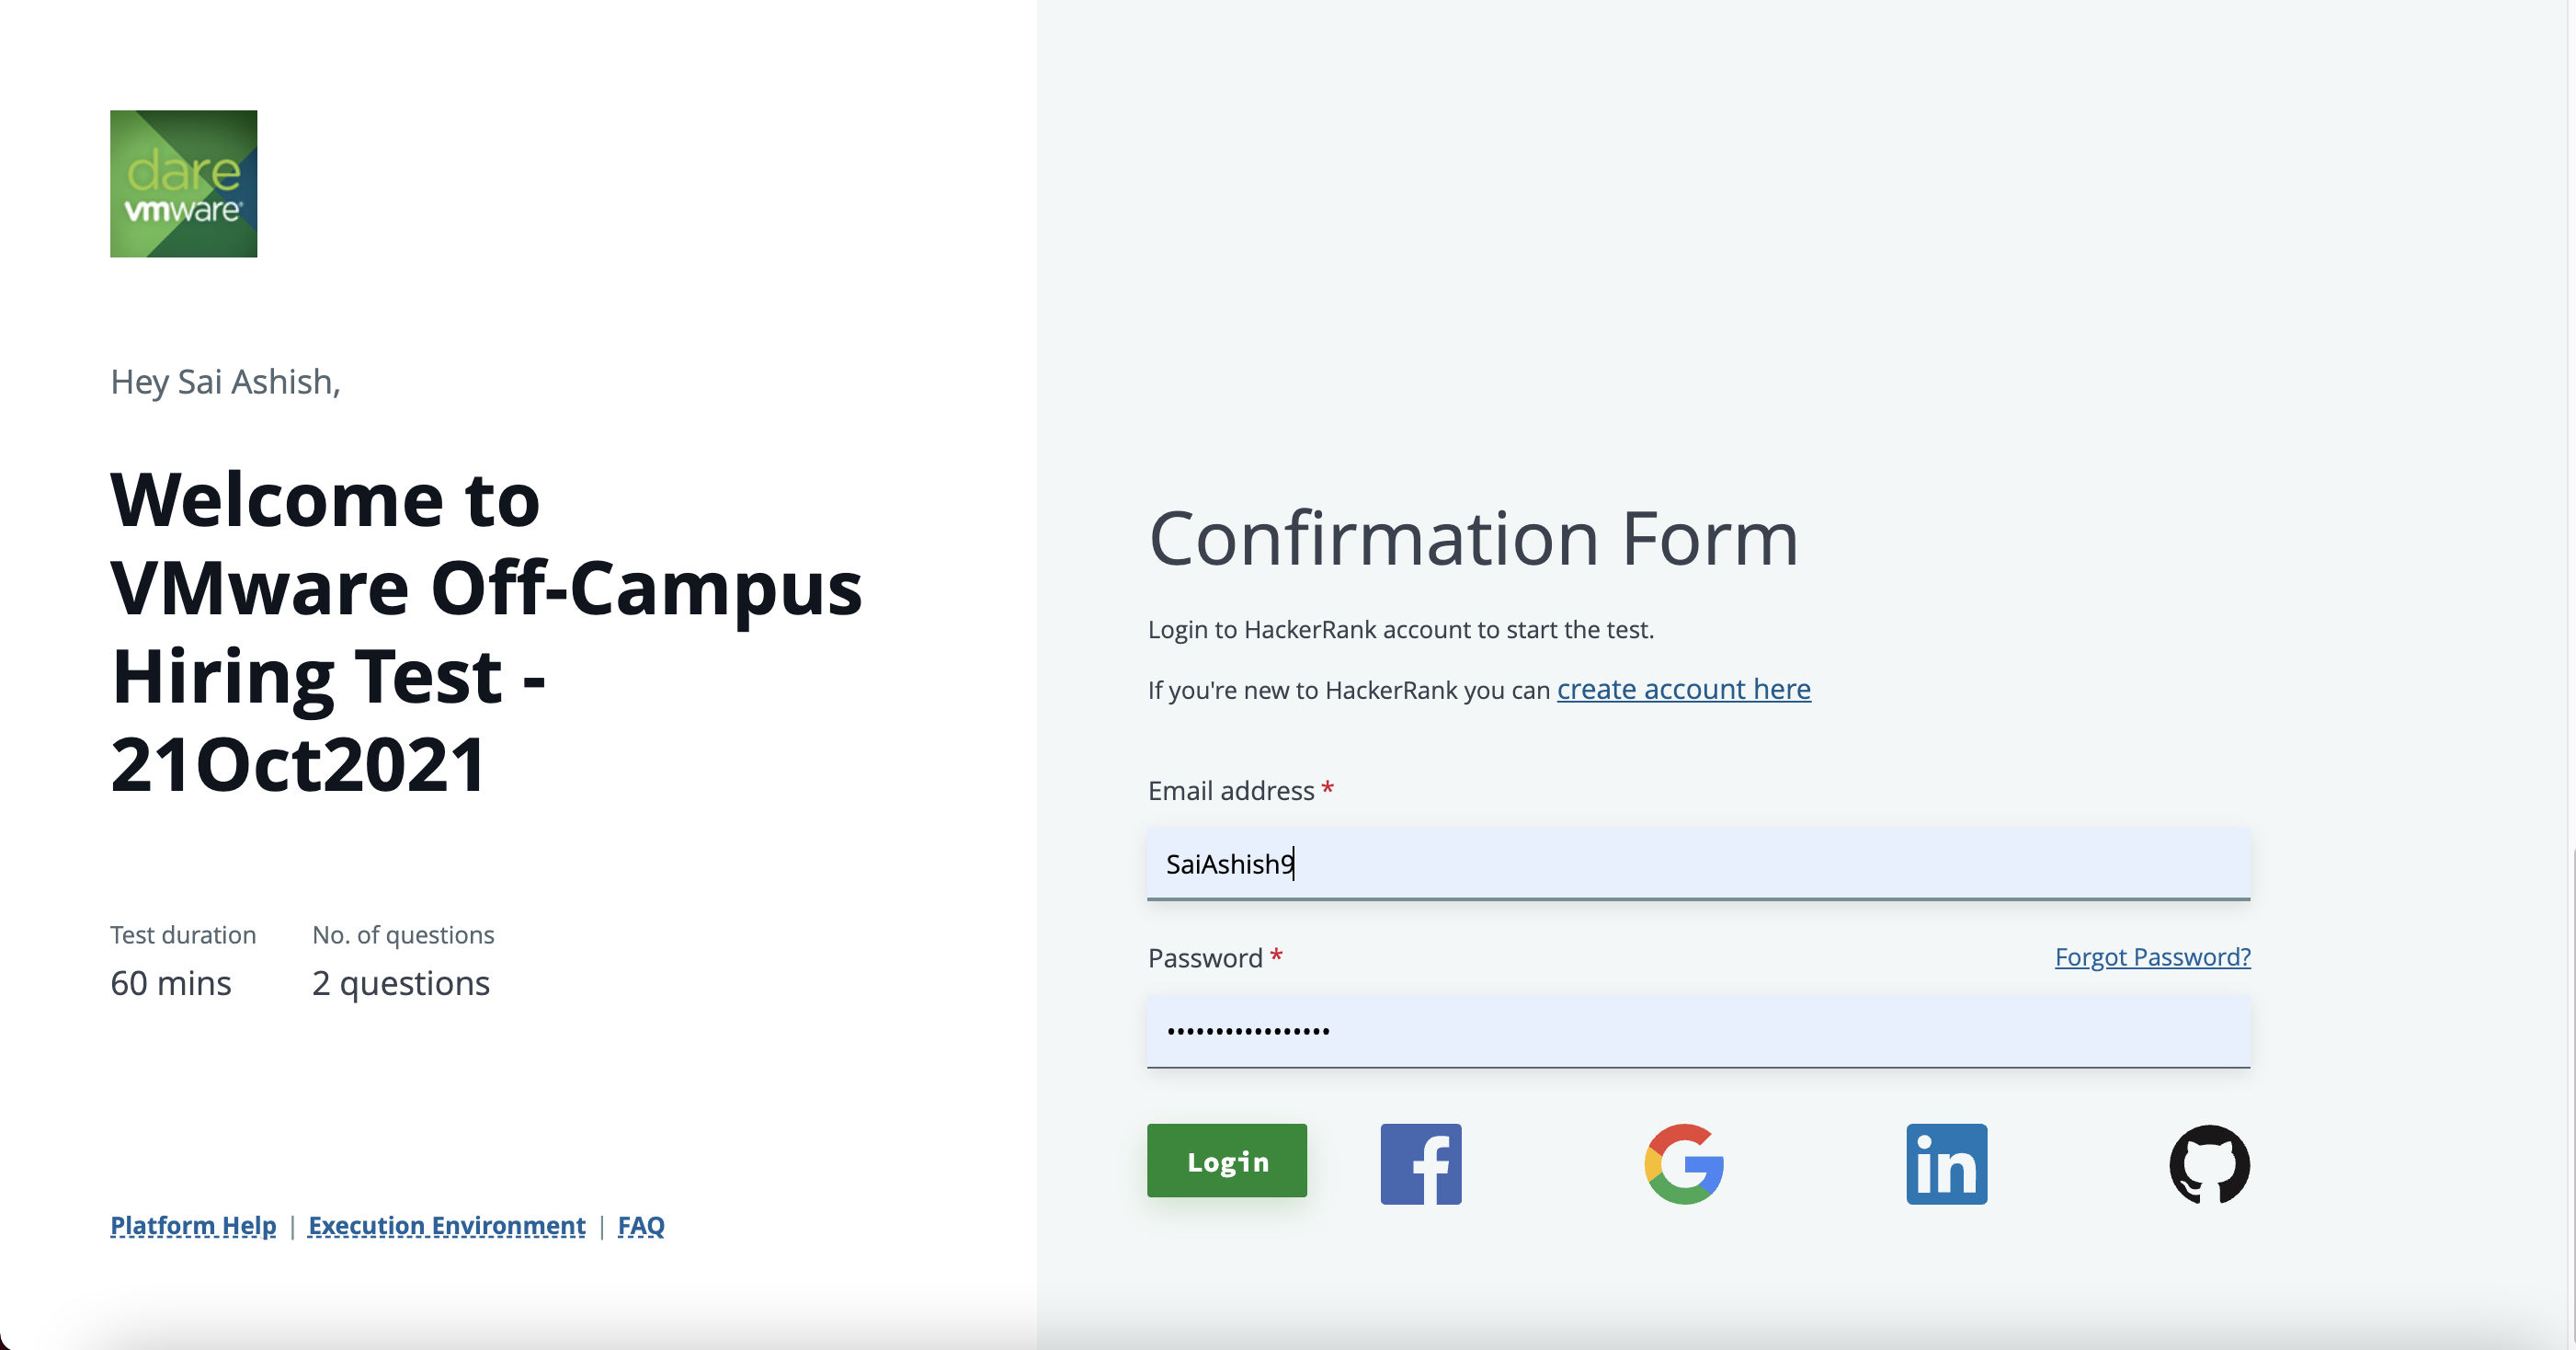 dare
vmware
Hey Sai Ashish,
Welcome to
VMware Off-Campus
Hiring Test -
21Oct2021
Test duration
No. of questions
60 mins
2 questions
Platform Help | Execution Environment | FAQ
Confirmation Form
Login to HackerRank account to start the test.
If you're new to HackerRank you can create account here
Email address *
SaiAshish9
Password *
Forgot Password?
•••••••••••••••••
Login